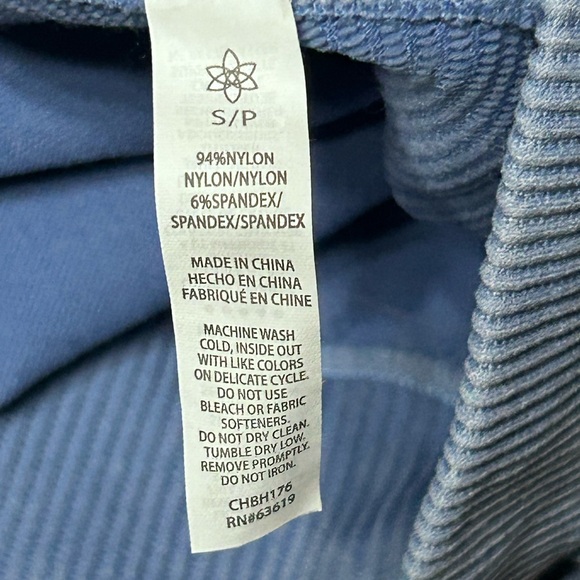 S/P
94%NYLON
NYLON/NYLON
6%SPANDEX/
SPANDEX/SPANDEX
MADE IN CHINA
HECHO EN CHINA
FABRIQUÉ EN CHINE
MACHINE WASH
COLD, INSIDE OUT
WITH LIKE COLORS
ON DELICATE CYCLE.
DO NOT USE
BLEACH OR FABRIC
SOFTENERS.
DO NOT DRY CLEAN.
TUMBLE DRY LOW.
REMOVE PROMPTLY.
DO NOT IRON.
CHBH176
RN#63619